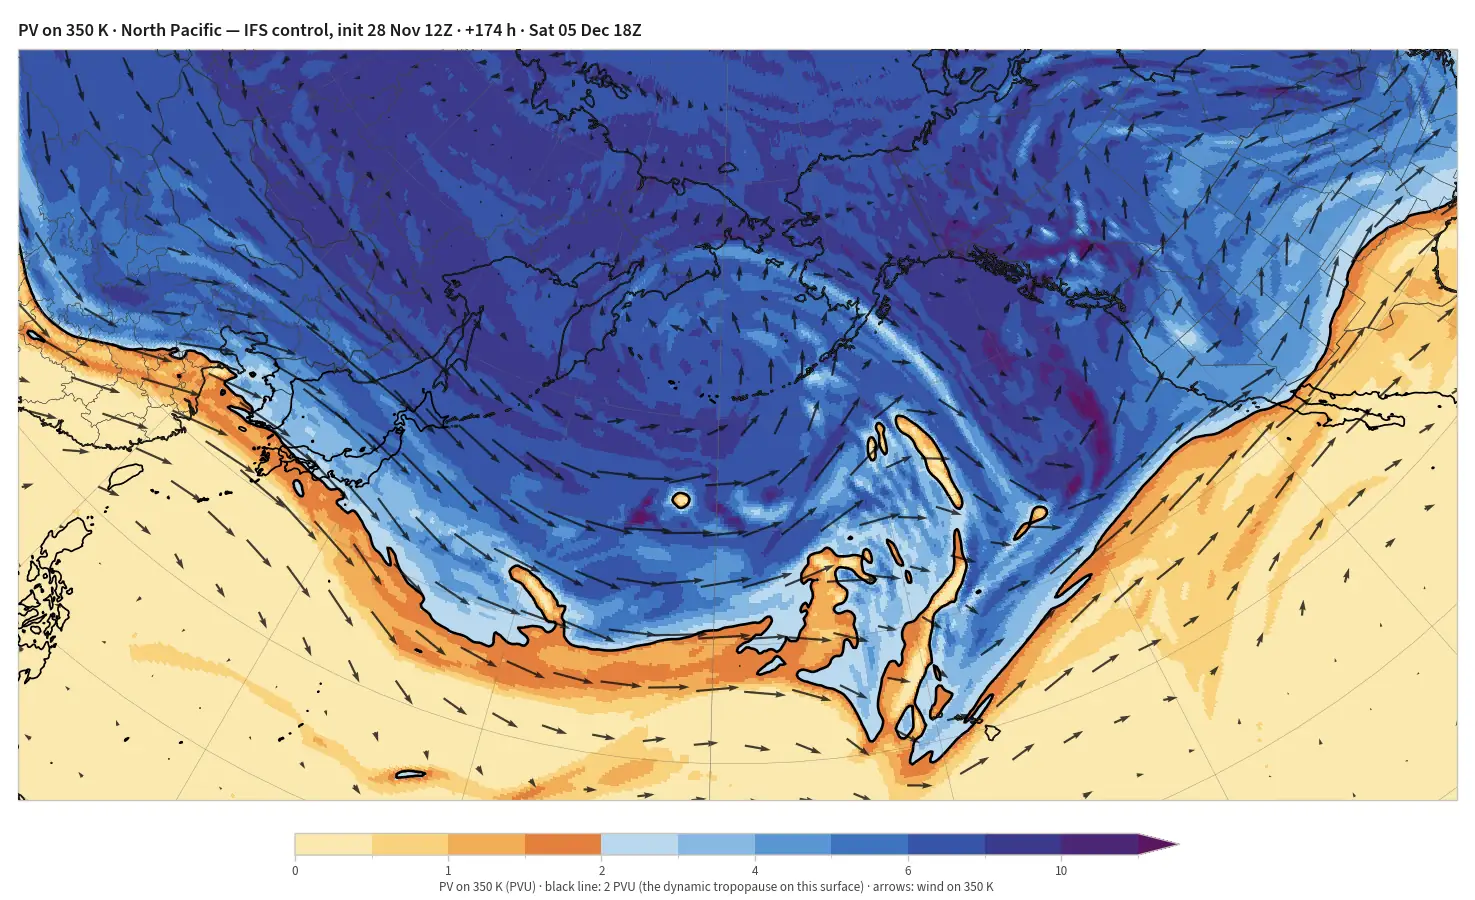 PV on 350 K · North Pacific — IFS control, init 28 Nov 12Z · +174 h · Sat 05 Dec 18Z
0 1 2 4 6 10
PV on 350 K (PVU) · black line: 2 PVU (the dynamic tropopause on this surface) · arrows: wind on 350 K